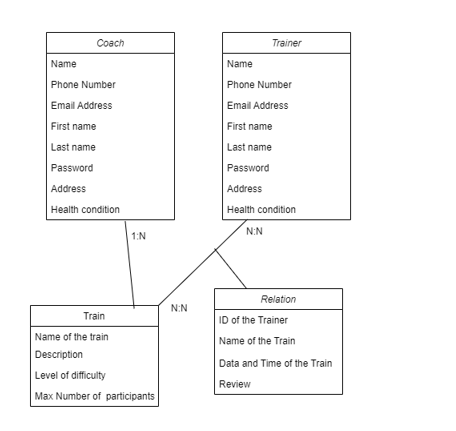 Coach
Name
Phone Number
Email Address
First name
Last name
Password
Address
Health condition
Trainer
Name
Phone Number
Email Address
First name
Last name
Password
Address
Health condition
1:N
N:N
N:N
Train
Name of the train
Description
Level of difficulty
Max Number of participants
Relation
ID of the Trainer
Name of the Train
Data and Time of the Train
Review